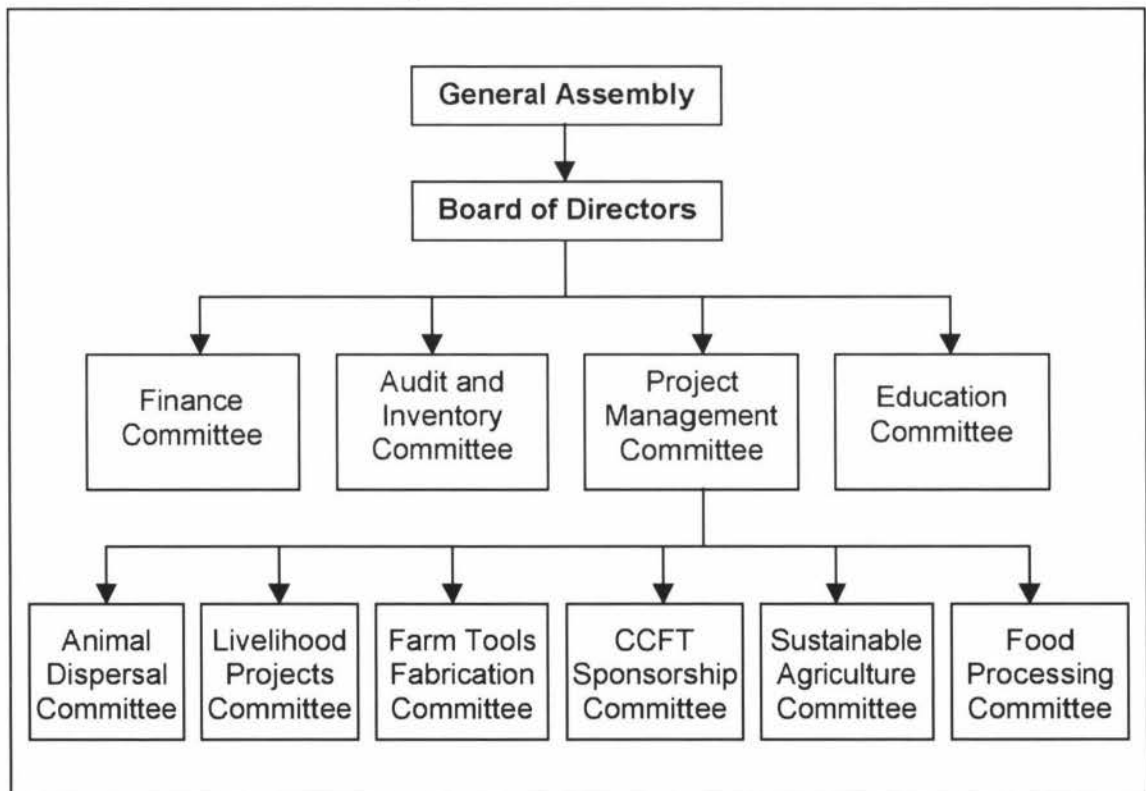 General Assembly
Board of Directors
Finance
Committee
Audit and
Inventory
Committee
Project
Management
Committee
Education
Committee
Animal
Dispersal
Committee
Livelihood
Projects
Committee
Farm Tools
Fabrication
Committee
CCFT
Sponsorship
Committee
Sustainable
Agriculture
Committee
Food
Processing
Committee